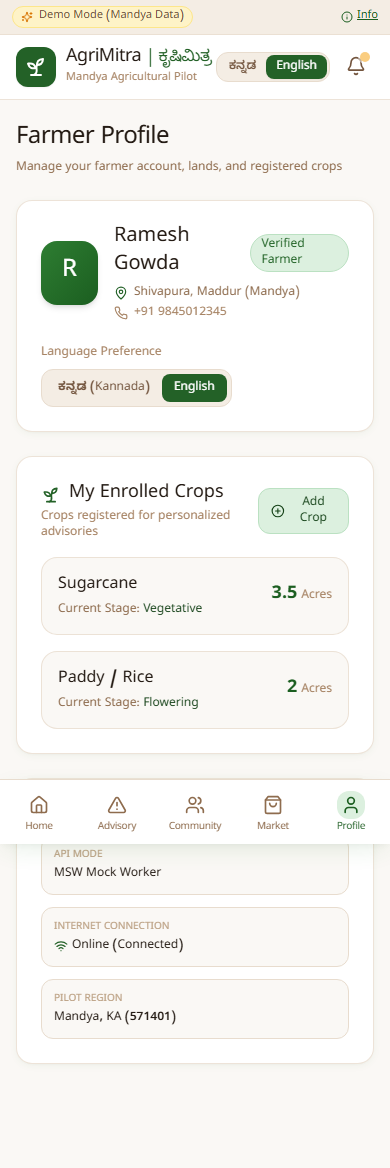 Demo Mode (Mandya Data)
Info
AgriMitra | ಕೃಷಿಮಿತ್ರ
Mandya Agricultural Pilot
ಕನ್ನಡ
English
Farmer Profile
Manage your farmer account, lands, and registered crops
R
Ramesh
Gowda
Verified
Farmer
Shivapura, Maddur (Mandya)
+91 9845012345
Language Preference
ಕನ್ನಡ (Kannada)
English
My Enrolled Crops
Crops registered for personalized
advisories
Add
Crop
Sugarcane
Current Stage: Vegetative
3.5 Acres
Paddy / Rice
Current Stage: Flowering
2 Acres
Home
Advisory
Community
Market
Profile
API MODE
MSW Mock Worker
INTERNET CONNECTION
Online (Connected)
PILOT REGION
Mandya, KA (571401)